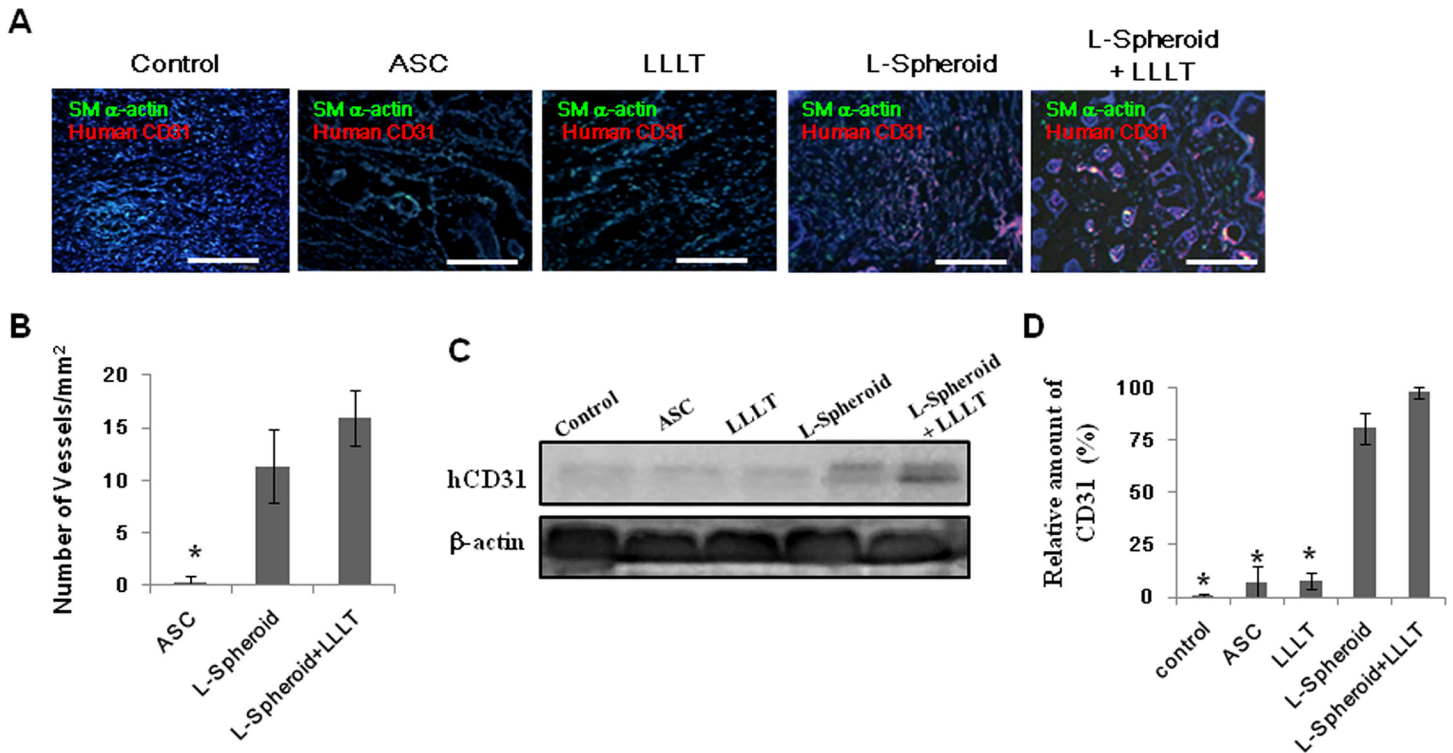 A
Control
ASC
LLLT
L-Spheroid
L-Spheroid
+ LLLT
SM α-actin
Human CD31
SM α-actin
Human CD31
SM α-actin
Human CD31
SM α-actin
Human CD31
SM α-actin
Human CD31
B
Number of Vessels/mm²
20
15
10
5
0
*
ASC
L-Spheroid
L-Spheroid+LLLT
C
Control
ASC
LLLT
L-Spheroid
L-Spheroid
+ LLLT
hCD31
β-actin
D
Relative amount of
CD31 (%)
100
75
50
25
0
*
*
*
control
ASC
LLLT
L-Spheroid
L-Spheroid+LLLT